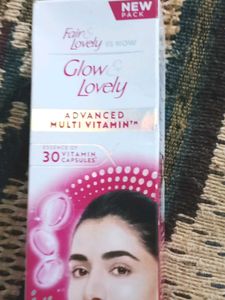 NEW
PACK
Fair & Lovely IS NOW
Glow & Lovely
ADVANCED
MULTI VITAMIN™
ESSENCE OF
30 VITAMIN
CAPSULES